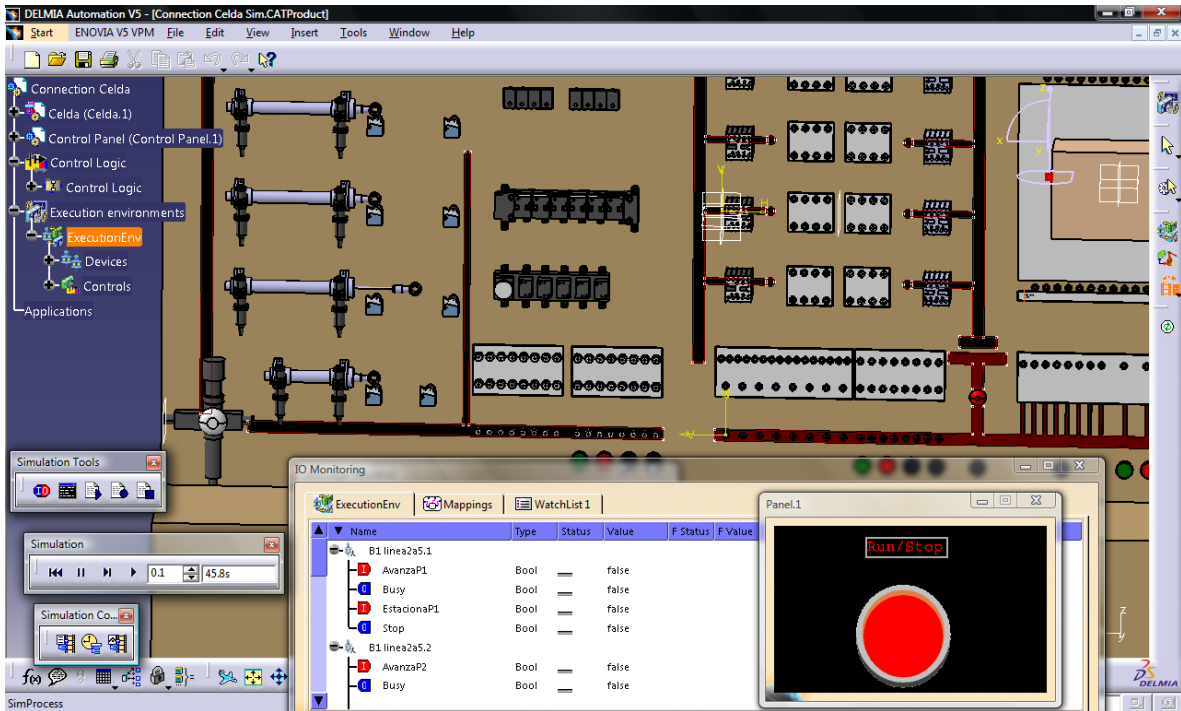 DELMIA Automation V5 - [Connection Celda Sim.CATProduct]
Start ENOVIA V5 VPM File Edit View Insert Tools Window Help
Connection Celda
Celda (Celda.1)
Control Panel (Control Panel.1)
Control Logic
Control Logic
Execution environments
ExecutionEnv
Devices
Controls
Applications
Simulation Tools
Simulation
0.1 45.8s
Simulation Co...
IO Monitoring
ExecutionEnv Mappings WatchList1
Name Type Status Value F Status F Value
B1 linea2a5.1
AvanzaP1 Bool false
Busy Bool false
EstacionaP1 Bool false
Stop Bool false
B1 linea2a5.2
AvanzaP2 Bool false
Busy Bool false
Panel.1
Run/Stop
x
y
z
H
V
z
y
f(x)
DELMIA
SimProcess